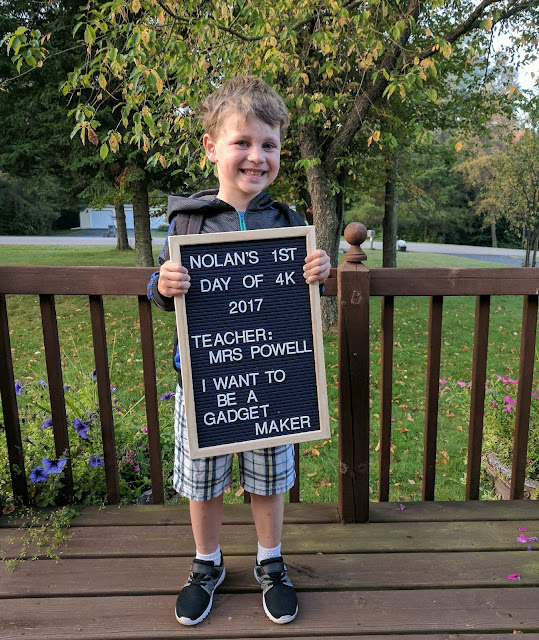 NOLAN'S 1ST
DAY OF 4K
2017
TEACHER:
MRS POWELL
I WANT TO
BE A
GADGET
MAKER